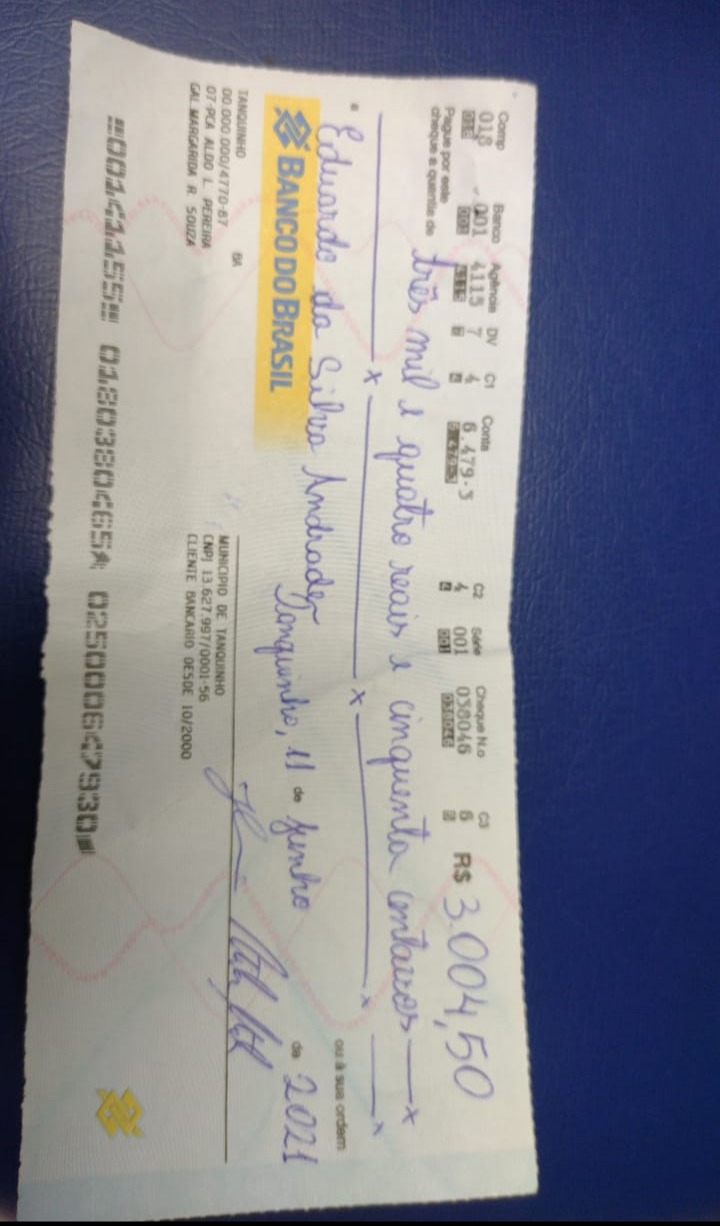 Comp Banco Agência DV C1 Conta C2 Série Cheque N.o C3
018 001 4115 7 4 6.479-3 4 001 038046 6 R$ 3.004,50
Pague por este
cheque a quantia de três mil e quatro reais e cinquenta centavos
Eduardo da Silva Andrade ou à sua ordem
Tanquinho, 11 de junho de 2021
BANCO DO BRASIL
TANQUINHO BA
00.000.000/4770-87
07-PCA ALDO L. PEREIRA
GAL MARGARIDA R. SOUZA
MUNICIPIO DE TANQUINHO
CNPJ 13.627.997/0001-56
CLIENTE BANCARIO DESDE 10/2000